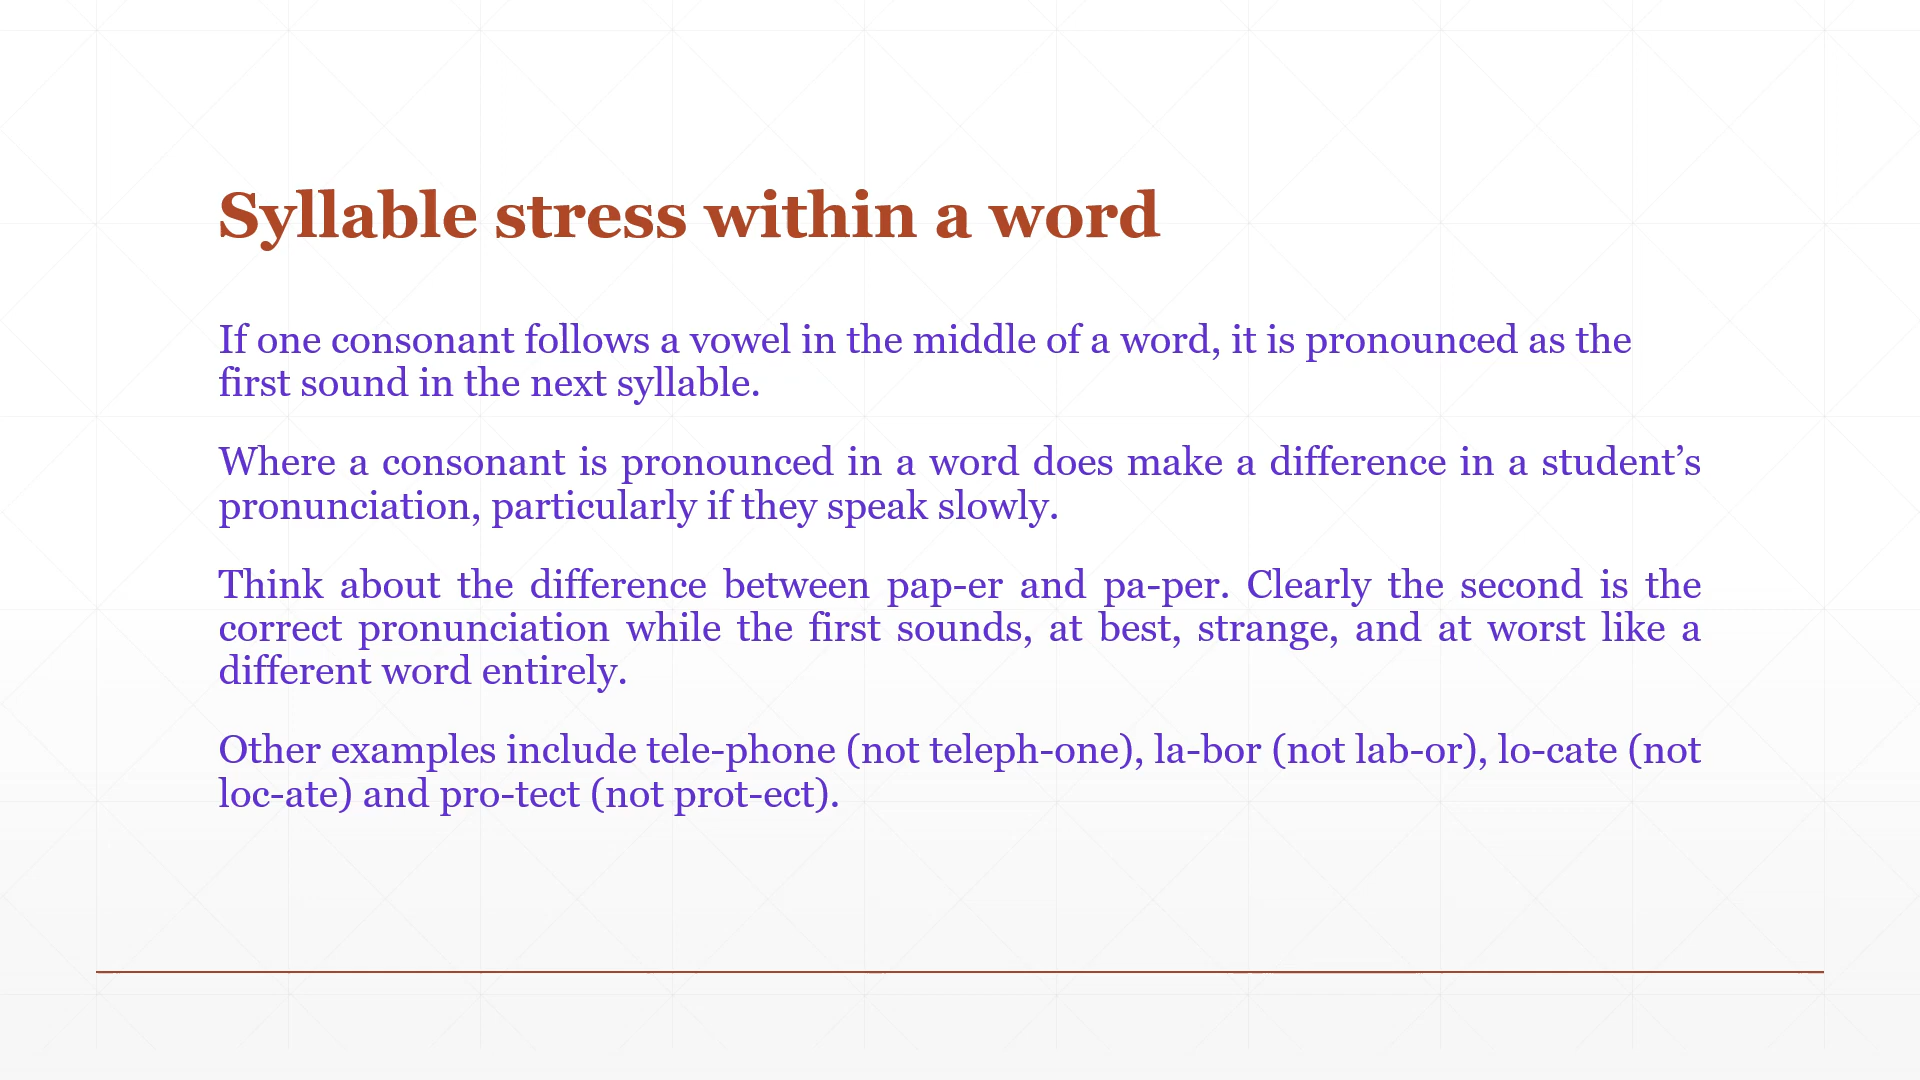 Syllable stress within a word
If one consonant follows a vowel in the middle of a word, it is pronounced as the
first sound in the next syllable.
Where a consonant is pronounced in a word does make a difference in a student’s
pronunciation, particularly if they speak slowly.
Think about the difference between pap-er and pa-per. Clearly the second is the
correct pronunciation while the first sounds, at best, strange, and at worst like a
different word entirely.
Other examples include tele-phone (not teleph-one), la-bor (not lab-or), lo-cate (not
loc-ate) and pro-tect (not prot-ect).